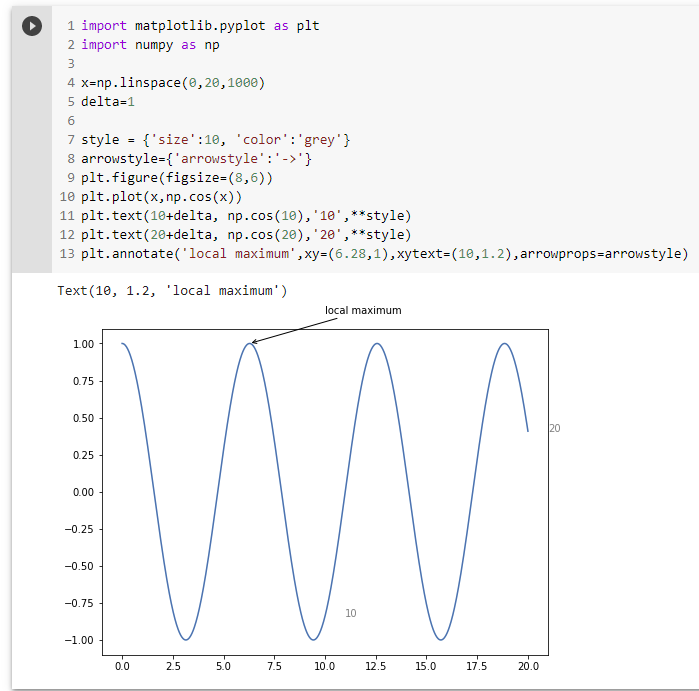 1 import matplotlib.pyplot as plt
2 import numpy as np
3
4 x=np.linspace(0,20,1000)
5 delta=1
6
7 style = {'size':10, 'color':'grey'}
8 arrowstyle={'arrowstyle':'->'}
9 plt.figure(figsize=(8,6))
10 plt.plot(x,np.cos(x))
11 plt.text(10+delta, np.cos(10),'10',**style)
12 plt.text(20+delta, np.cos(20),'20',**style)
13 plt.annotate('local maximum',xy=(6.28,1),xytext=(10,1.2),arrowprops=arrowstyle)
Text(10, 1.2, 'local maximum')
local maximum
1.00
0.75
0.50
20
0.25
0.00
−0.25
−0.50
−0.75
10
−1.00
0.0 2.5 5.0 7.5 10.0 12.5 15.0 17.5 20.0